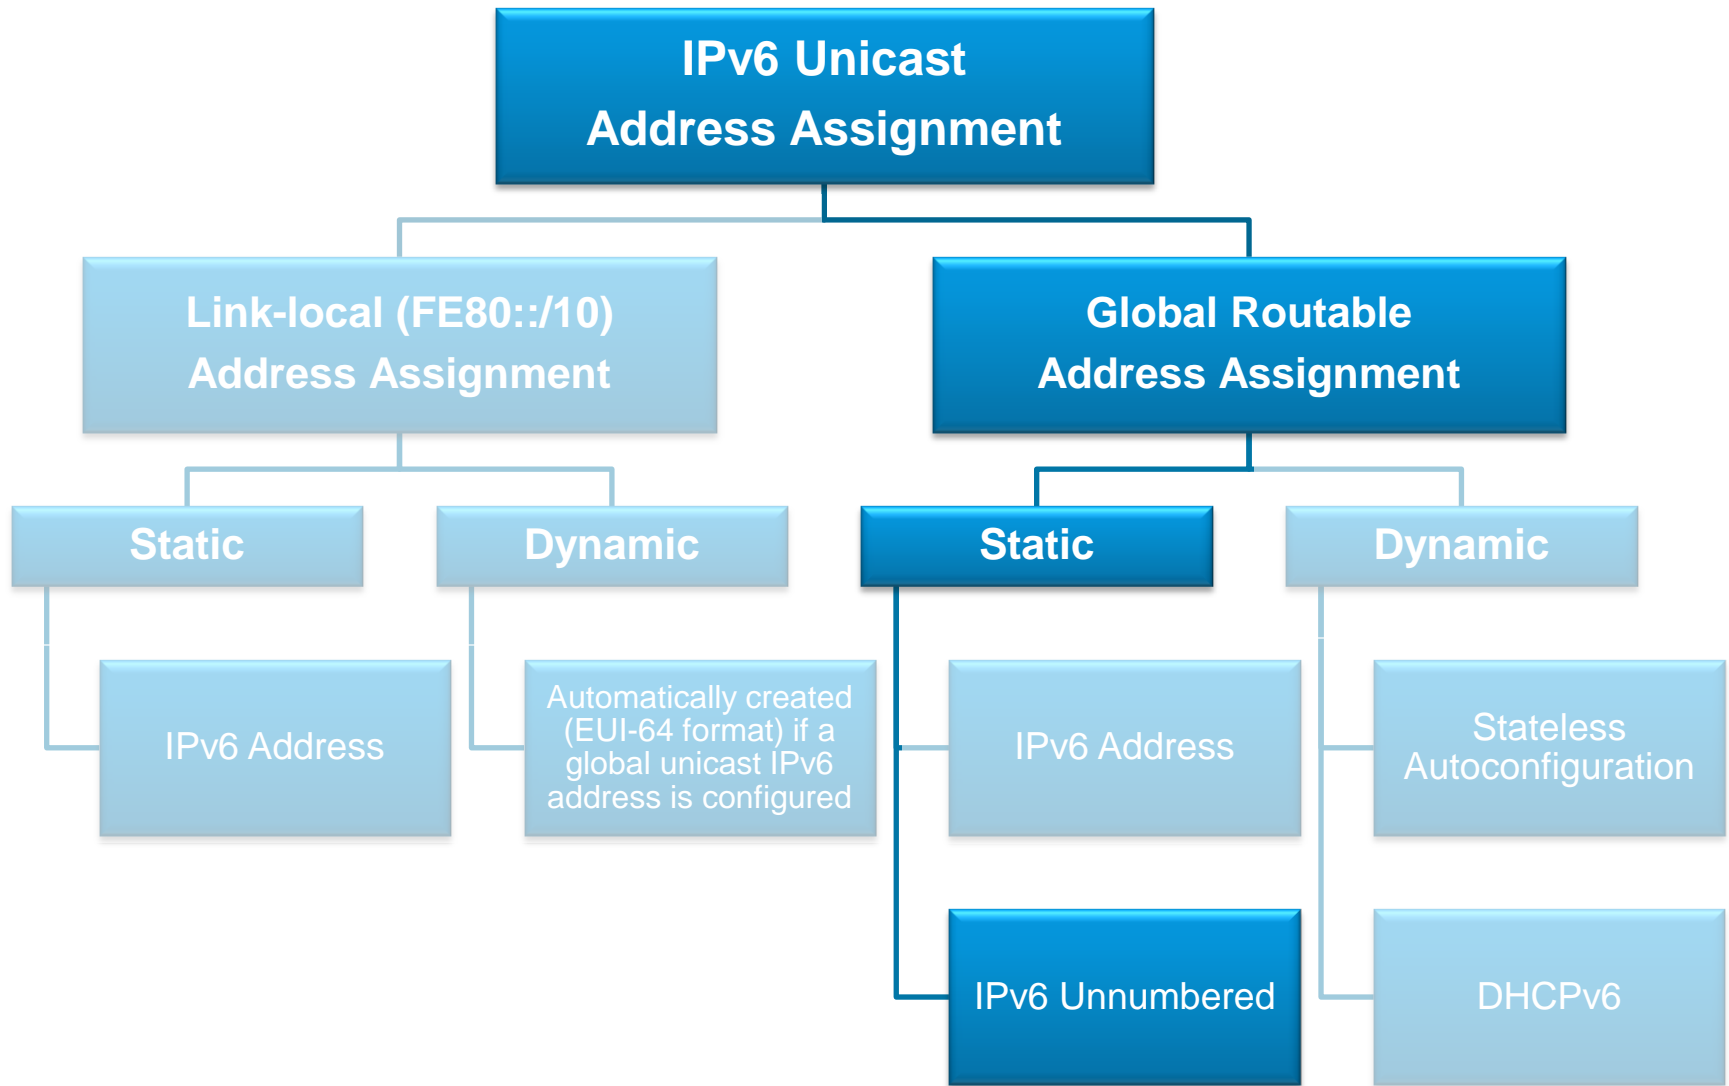 IPv6 Unicast
Address Assignment
Link-local (FE80::/10)
Address Assignment
Global Routable
Address Assignment
Static
Dynamic
Static
Dynamic
IPv6 Address
Automatically created
(EUI-64 format) if a
global unicast IPv6
address is configured
IPv6 Address
Stateless
Autoconfiguration
IPv6 Unnumbered
DHCPv6